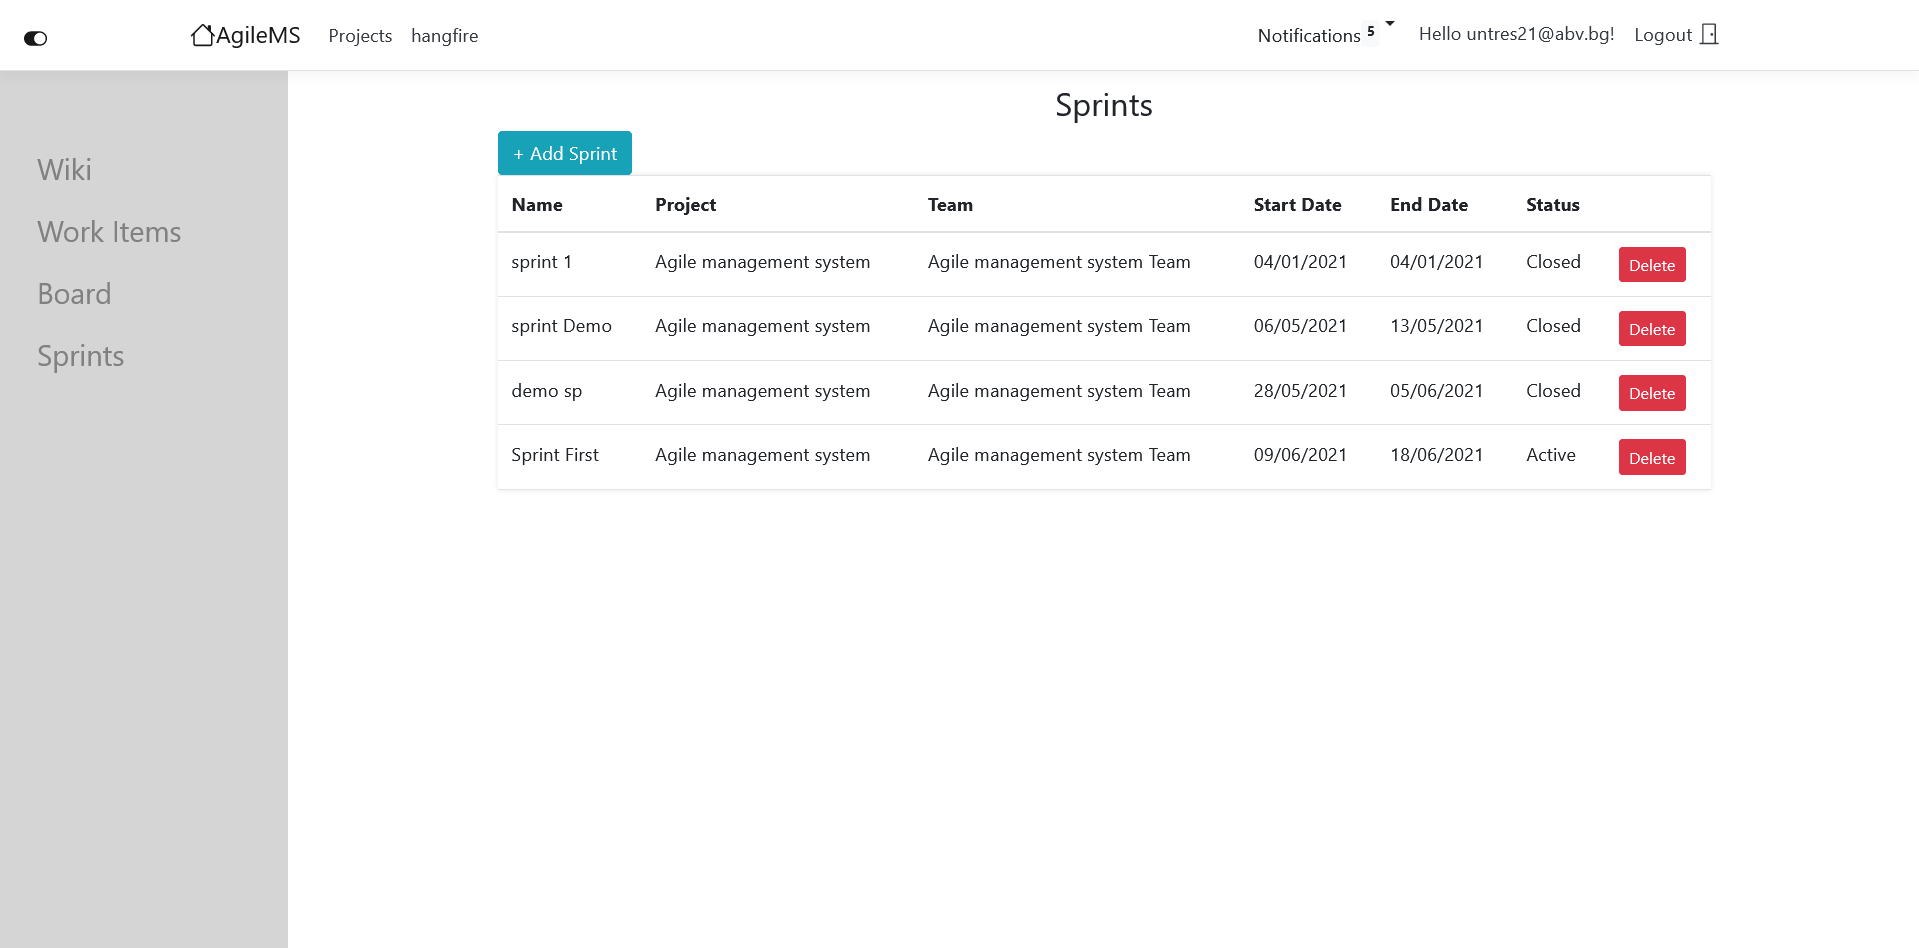 AgileMS Projects hangfire Notifications 5 Hello untres21@abv.bg! Logout
Wiki
Work Items
Board
Sprints
Sprints
+ Add Sprint
Name Project Team Start Date End Date Status
sprint 1 Agile management system Agile management system Team 04/01/2021 04/01/2021 Closed Delete
sprint Demo Agile management system Agile management system Team 06/05/2021 13/05/2021 Closed Delete
demo sp Agile management system Agile management system Team 28/05/2021 05/06/2021 Closed Delete
Sprint First Agile management system Agile management system Team 09/06/2021 18/06/2021 Active Delete